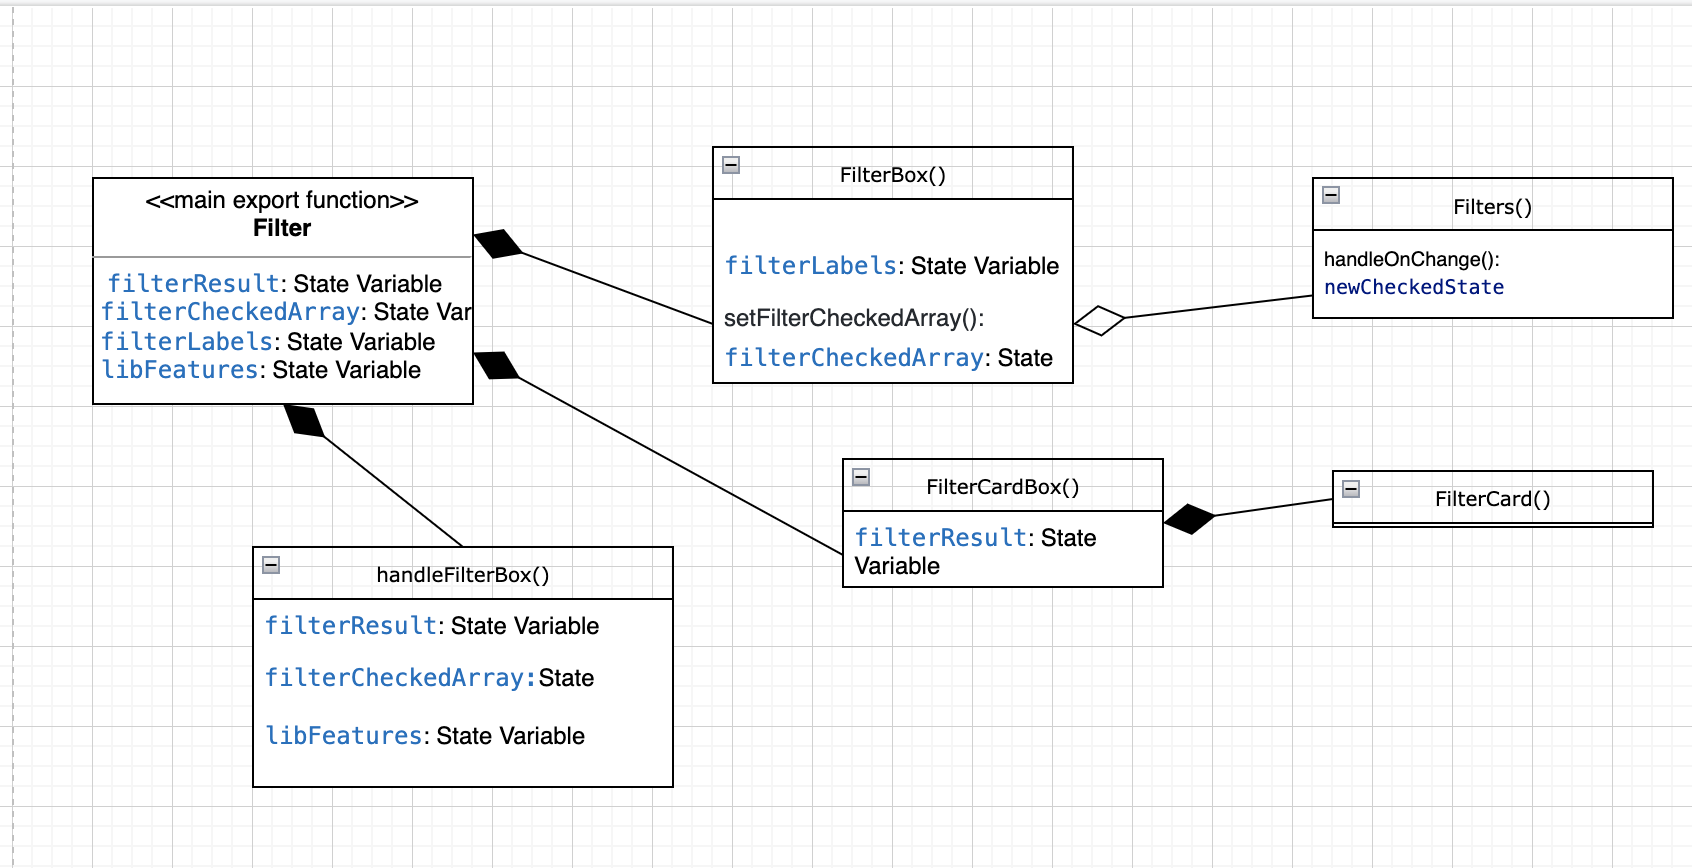 <<main export function>>
Filter
filterResult: State Variable
filterCheckedArray: State Var
filterLabels: State Variable
libFeatures: State Variable
FilterBox()
filterLabels: State Variable
setFilterCheckedArray():
filterCheckedArray: State
Filters()
handleOnChange():
newCheckedState
FilterCardBox()
filterResult: State
Variable
FilterCard()
handleFilterBox()
filterResult: State Variable
filterCheckedArray:State
libFeatures: State Variable